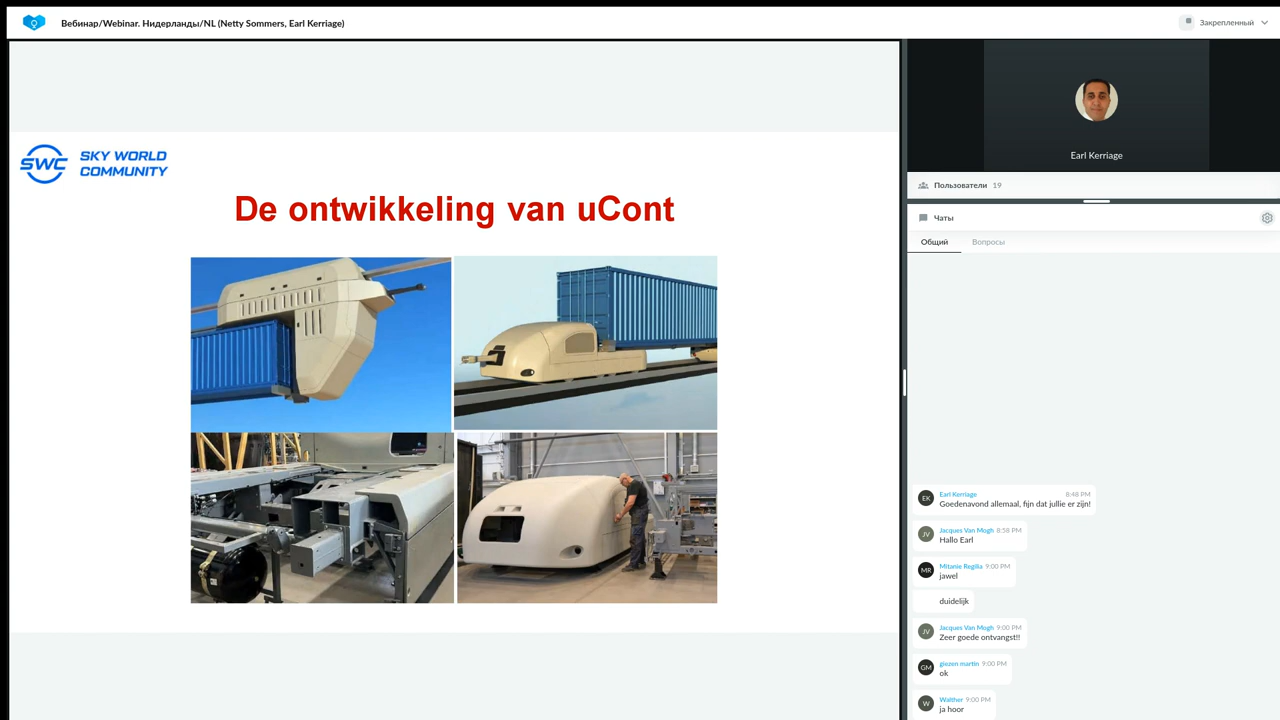 Вебинар/Webinar. Нидерланды/NL (Netty Sommers, Earl Kerriage)
Закрепленный
SWC SKY WORLD
COMMUNITY
De ontwikkeling van uCont
Earl Kerriage
Пользователи 19
Чаты
Общий Вопросы
EK Earl Kerriage 8:48 PM
Goedenavond allemaal, fijn dat jullie er zijn!
JV Jacques Van Mogh 8:58 PM
Hallo Earl
MR Mitanie Regilia 9:00 PM
jawel
duidelijk
JV Jacques Van Mogh 9:00 PM
Zeer goede ontvangst!!
GM giezen martin 9:00 PM
ok
W Walther 9:00 PM
ja hoor